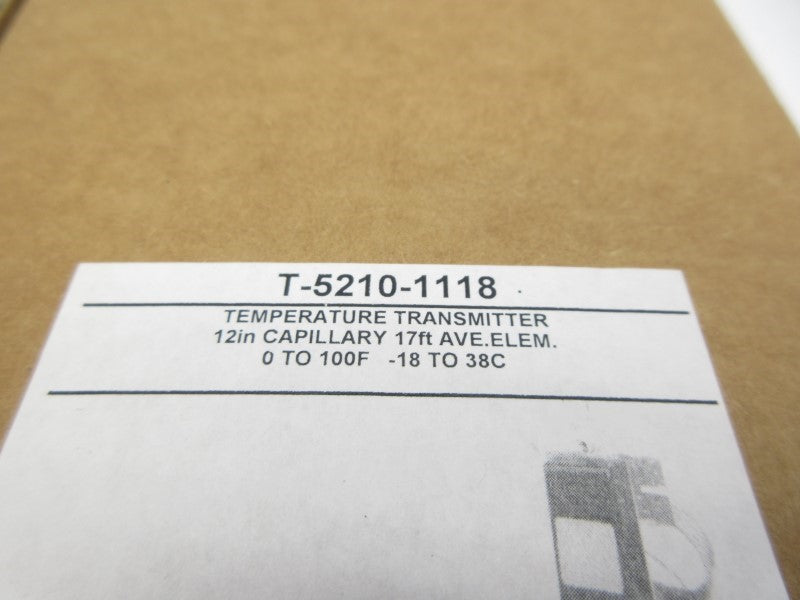 T-5210-1118
TEMPERATURE TRANSMITTER
12in CAPILLARY 17ft AVE.ELEM.
0 TO 100F -18 TO 38C